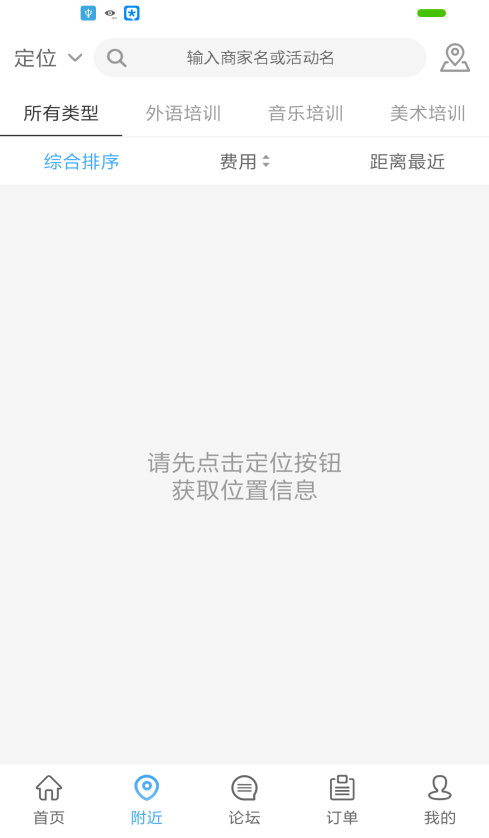 定位
输入商家名或活动名
所有类型 外语培训 音乐培训 美术培训
综合排序 费用 距离最近
请先点击定位按钮
获取位置信息
首页 附近 论坛 订单 我的